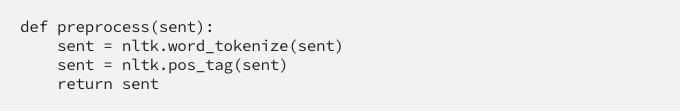 def preprocess(sent):
    sent = nltk.word_tokenize(sent)
    sent = nltk.pos_tag(sent)
    return sent